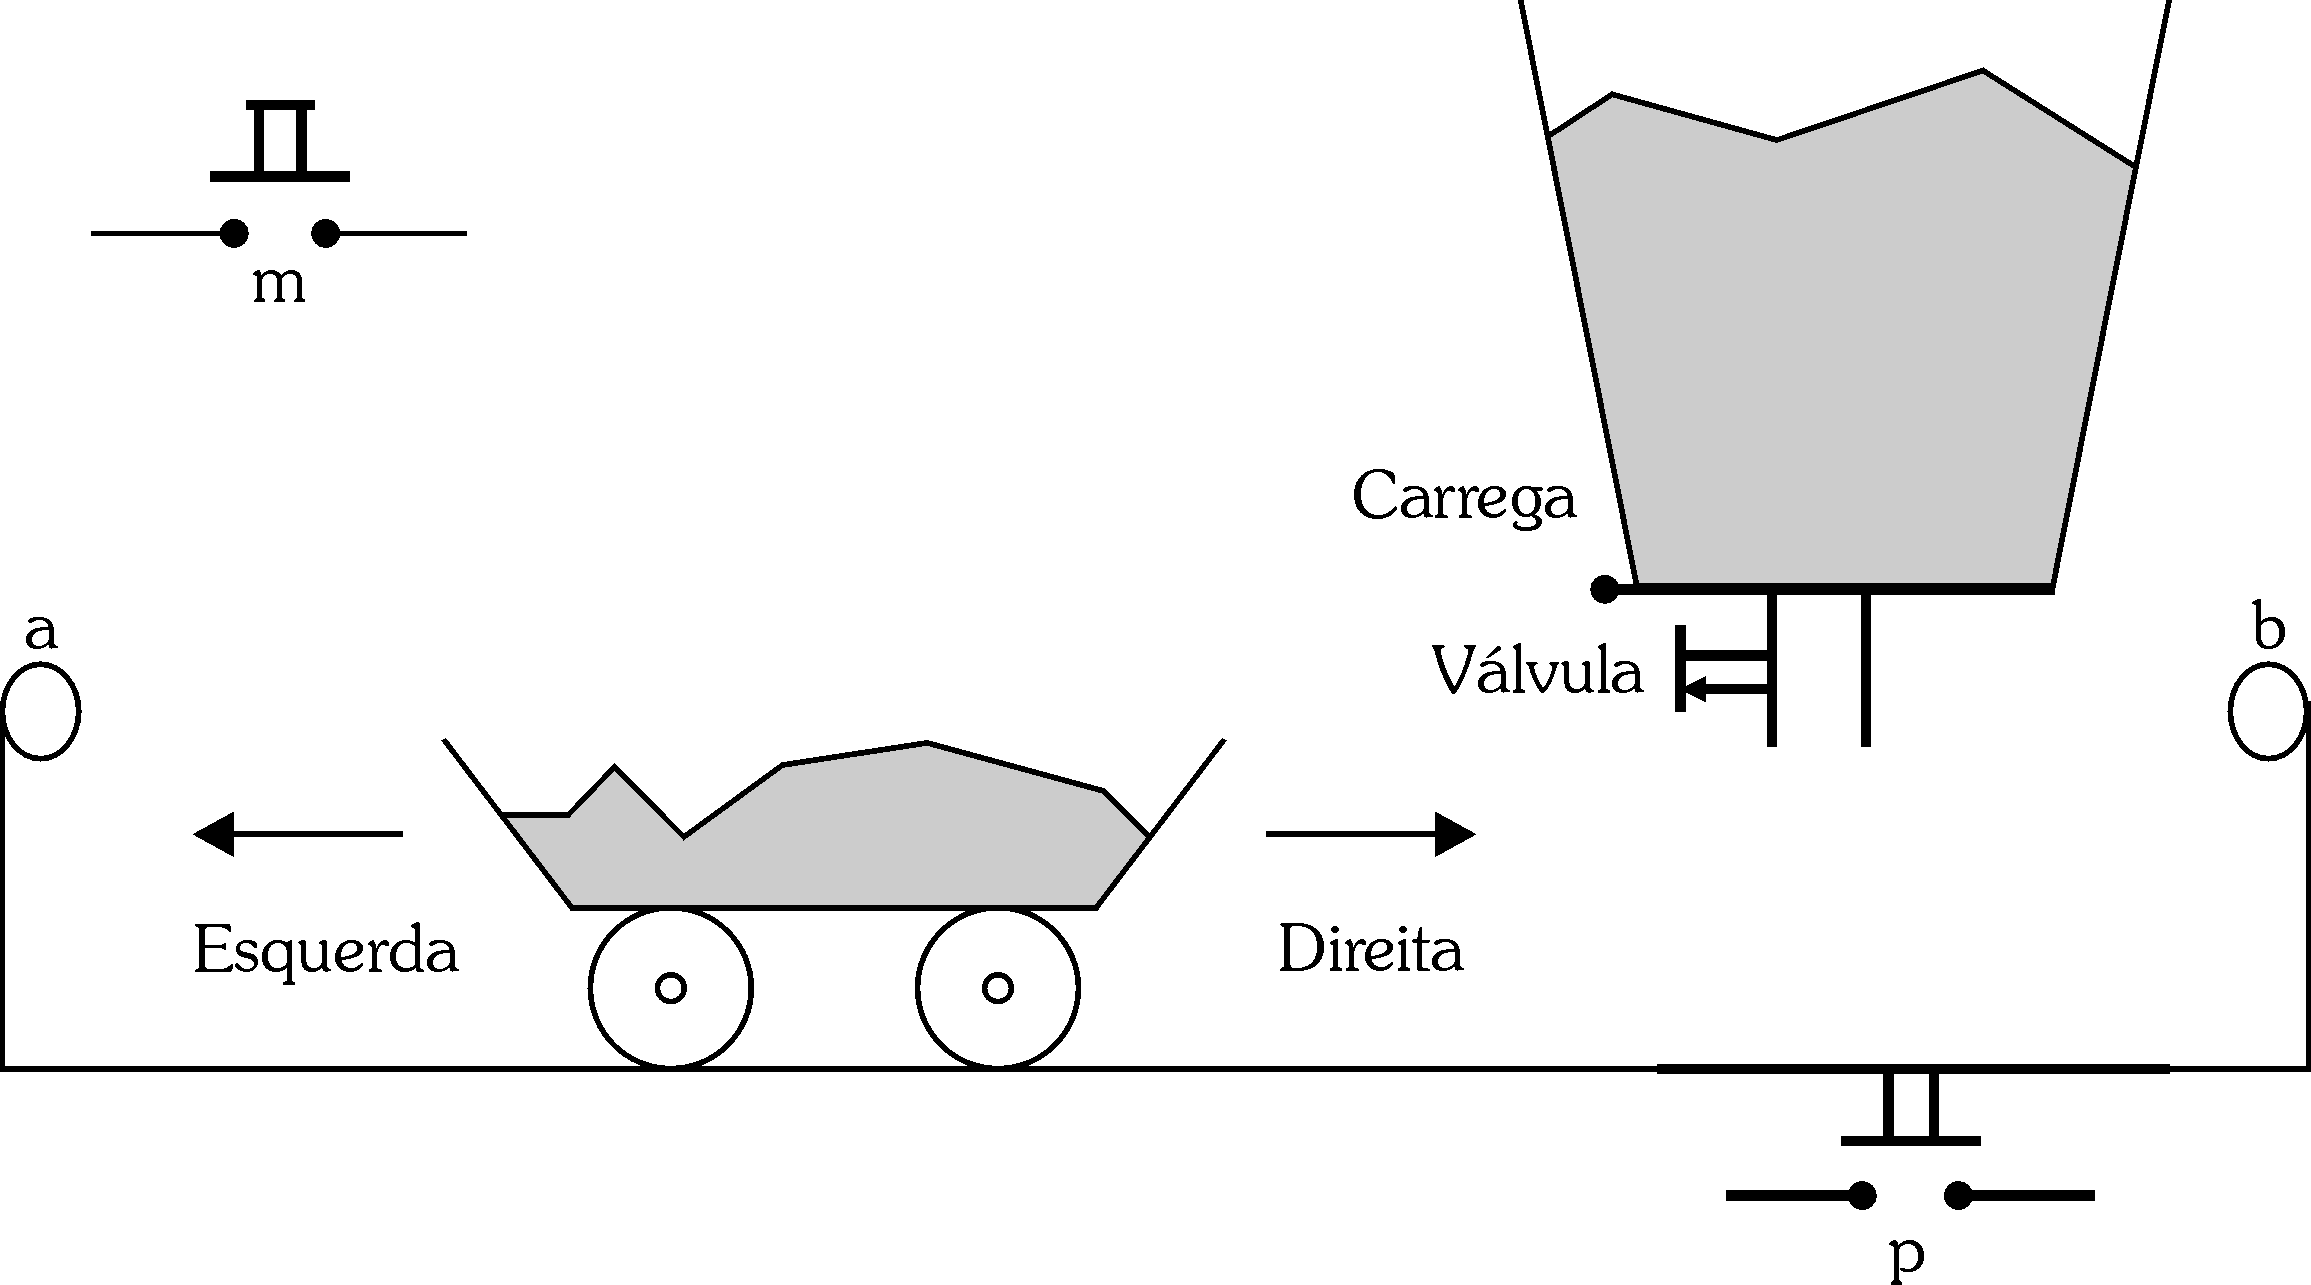 m
Carrega
a
b
Válvula
Esquerda
Direita
p